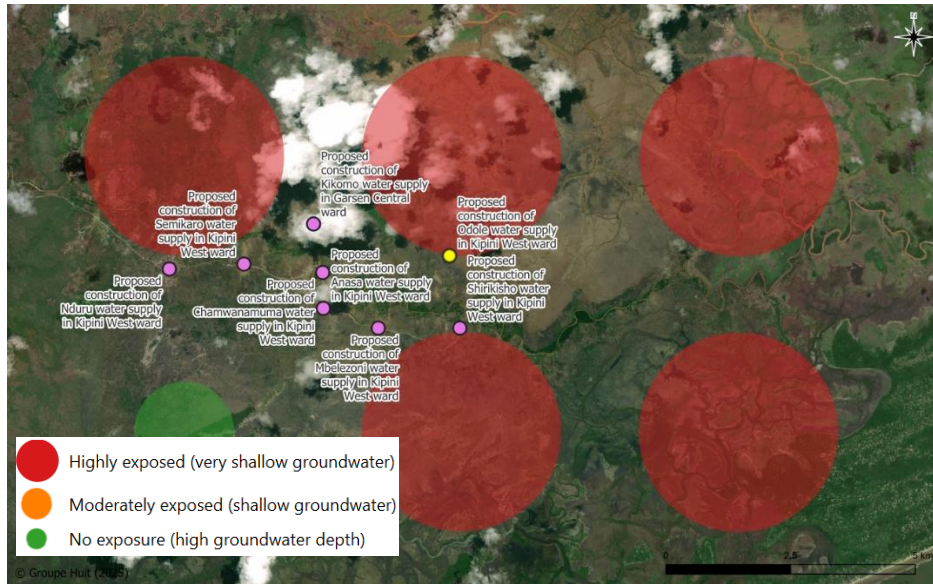 N
Proposed
construction of
Kikomo water supply
in Garsen Central
ward
Proposed
construction of
Semikaro water
supply in Kipini
West ward
Proposed
construction of
Odole water supply
in Kipini West ward
Proposed
construction of
Anasa water supply
in Kipini West ward
Proposed
construction of
Shirikisho water
supply in Kipini
West ward
Proposed
construction of
Nduru water supply
in Kipini West ward
Proposed
construction of
Chamwanamuma water
supply in Kipini
West ward
Proposed
construction of
Mbelezoni water
supply in Kipini
West ward
Highly exposed (very shallow groundwater)
Moderately exposed (shallow groundwater)
No exposure (high groundwater depth)
0 2,5 5 km
© Groupe Huit (2025)